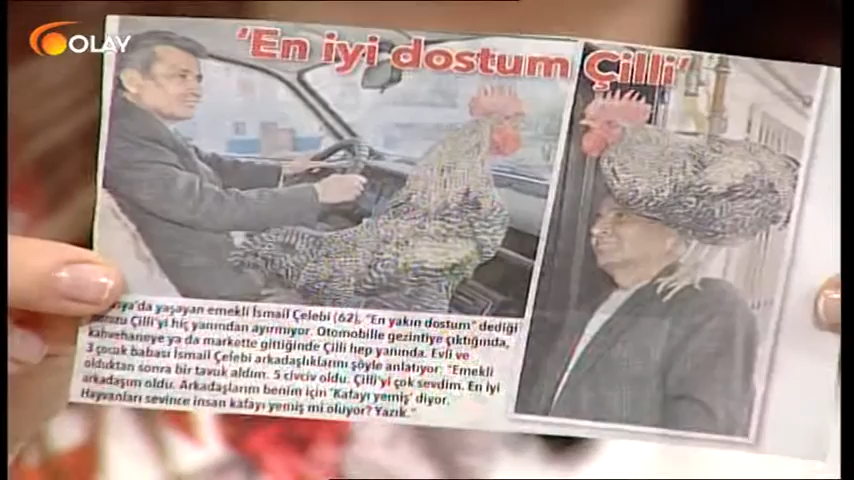 OLAY
'En iyi dostum Çilli'
'da yaşayan emekli İsmail Çelebi (62), "En yakın dostum" dediği
Çilli'yi hiç yanından ayırmıyor. Otomobille gezintiye çıktığında,
kahvehaneye ya da markete gittiğinde Çilli hep yanında. Evli ve
3 çocuk babası İsmail Çelebi arkadaşlıklarını şöyle anlatıyor: "Emekli
olduktan sonra bir tavuk aldım. 5 civciv oldu, Çilli'yi çok sevdim. En iyi
arkadaşım oldu. Arkadaşlarım benim için 'Kafayı yemiş' diyor.
Hayvanları sevince insan kafayı yemiş mi oluyor? Yazık."